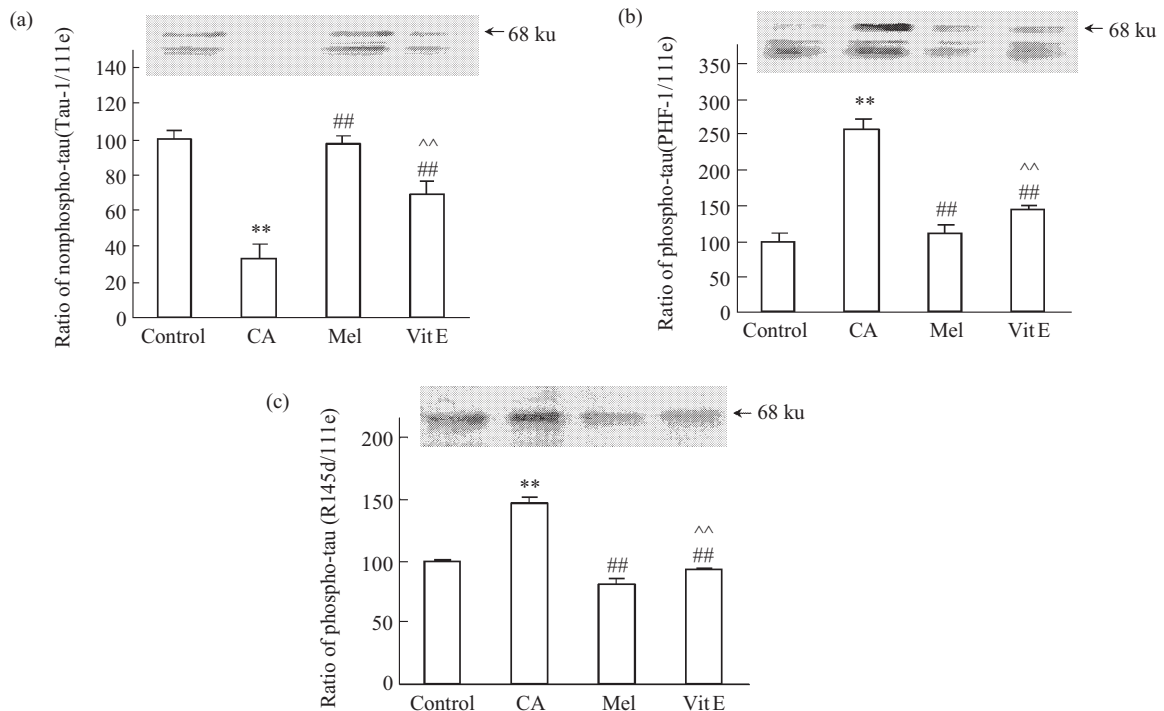 (a)
← 68 ku
Ratio of nonphospho-tau(Tau-1/111e)
140
120
100
80
60
40
20
0
**
##
^^
##
Control CA Mel Vit E
(b)
← 68 ku
Ratio of phospho-tau(PHF-1/111e)
350
300
250
200
150
100
50
0
**
##
^^
##
Control CA Mel Vit E
(c)
← 68 ku
Ratio of phospho-tau (R145d/111e)
200
150
100
50
0
**
##
^^
##
Control CA Mel Vit E